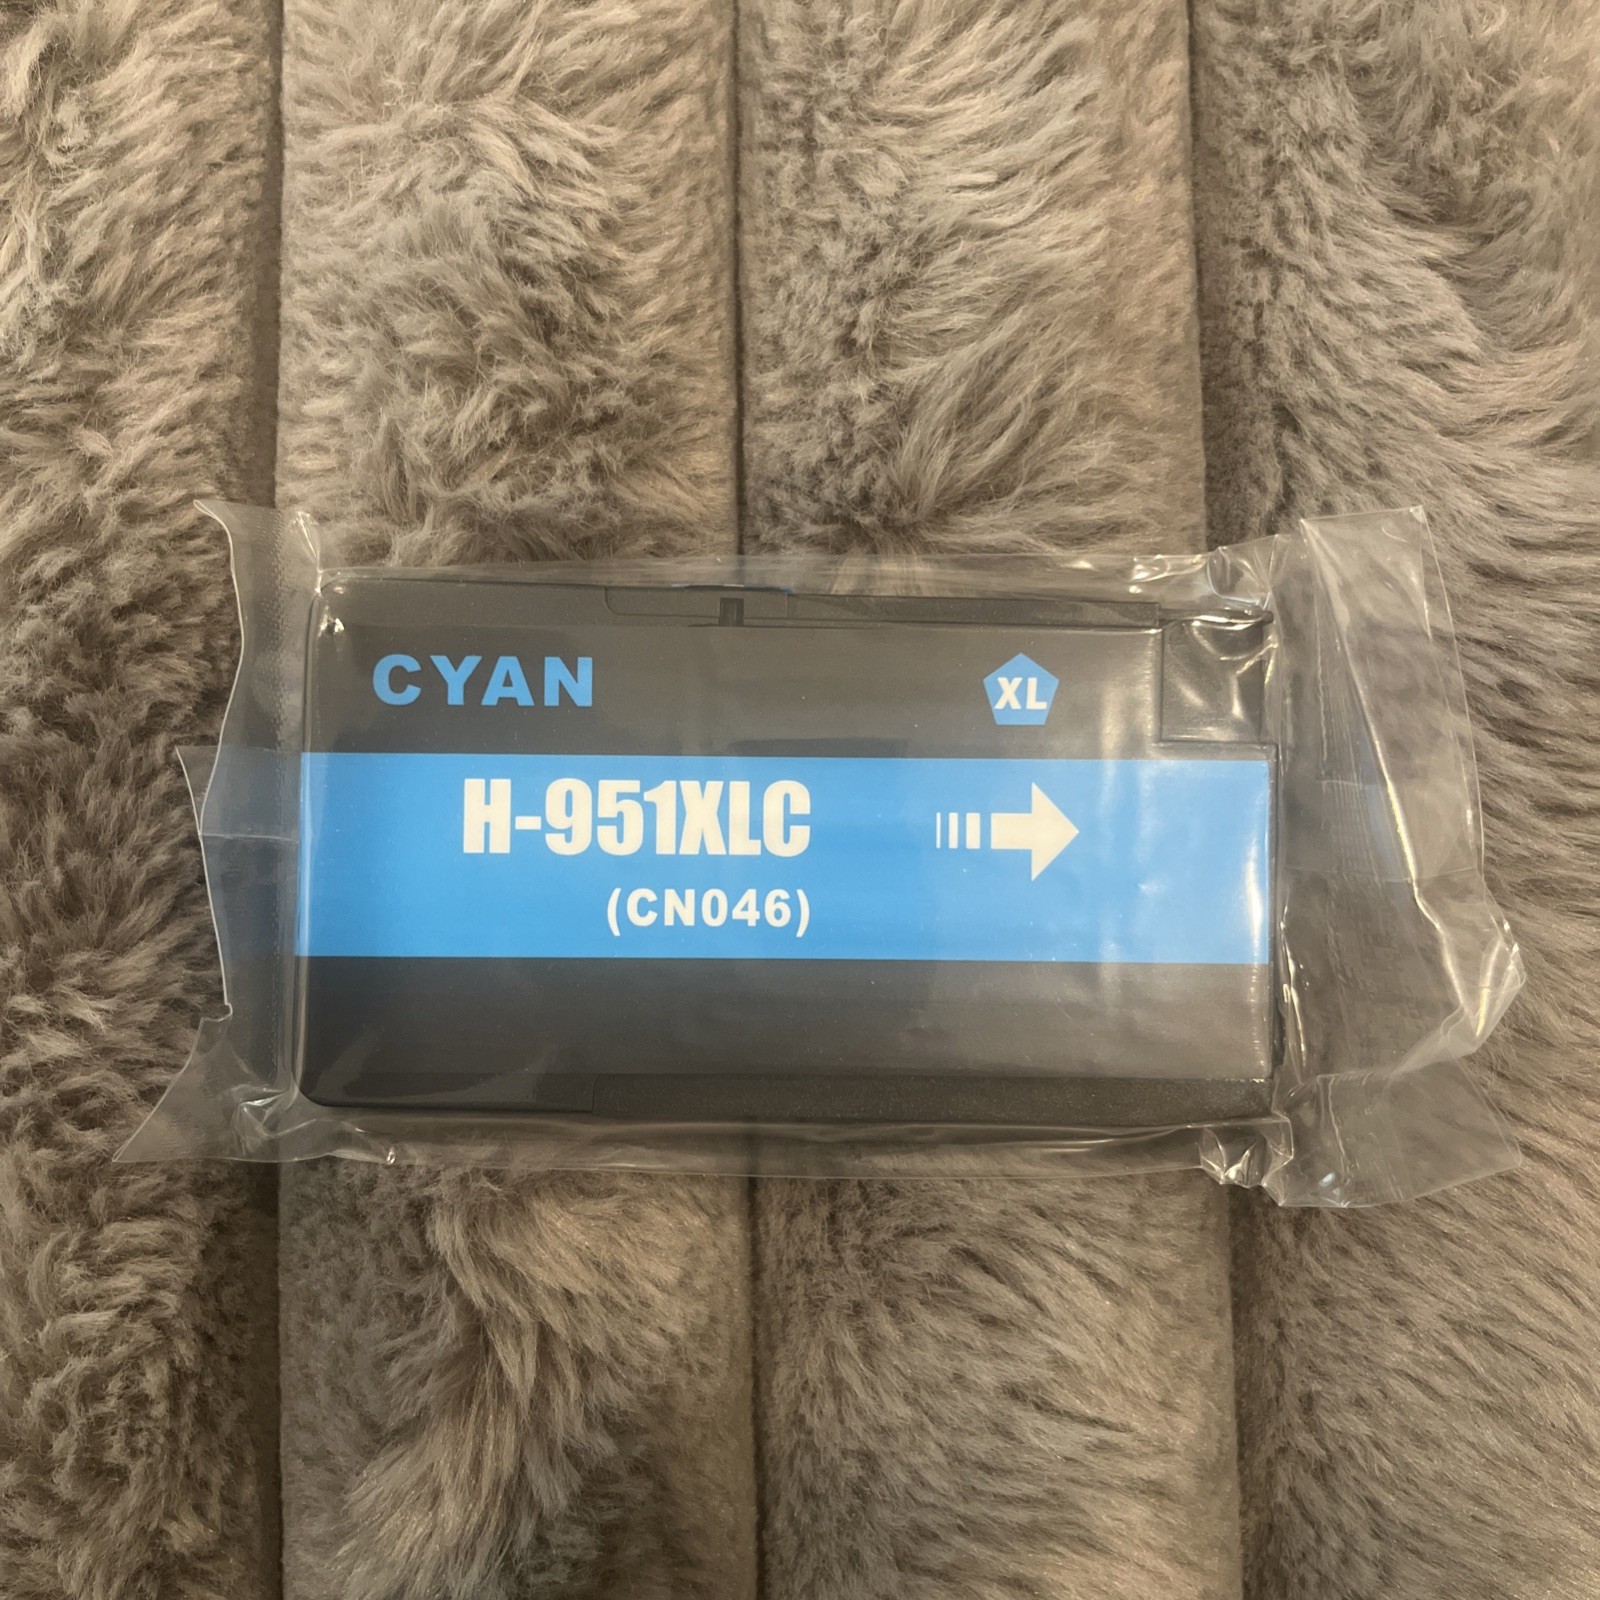 CYAN
XL
H-951XLC
(CN046)